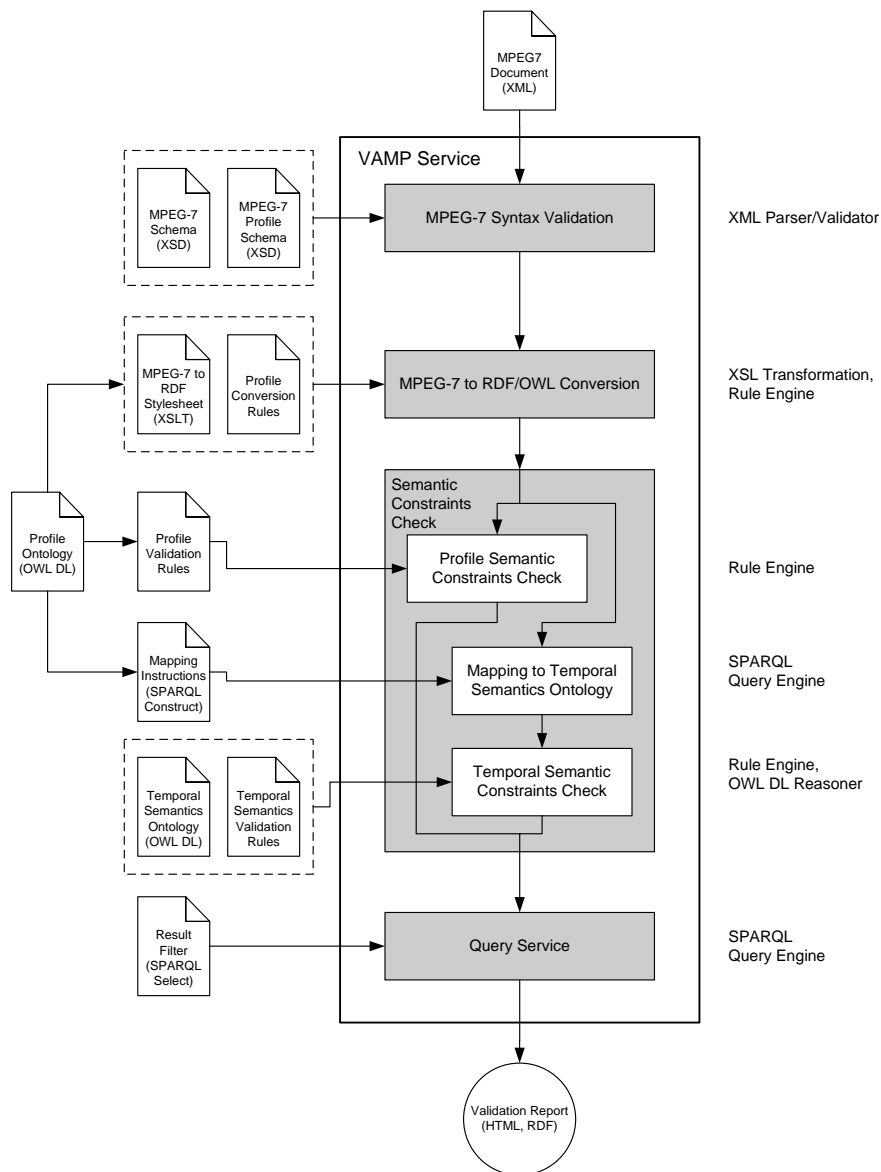 MPEG7
Document
(XML)
VAMP Service
MPEG-7
Schema
(XSD)
MPEG-7
Profile
Schema
(XSD)
MPEG-7 Syntax Validation
XML Parser/Validator
MPEG-7 to
RDF
Stylesheet
(XSLT)
Profile
Conversion
Rules
MPEG-7 to RDF/OWL Conversion
XSL Transformation,
Rule Engine
Semantic
Constraints
Check
Profile
Ontology
(OWL DL)
Profile
Validation
Rules
Profile Semantic
Constraints Check
Rule Engine
Mapping
Instructions
(SPARQL
Construct)
Mapping to Temporal
Semantics Ontology
SPARQL
Query Engine
Temporal
Semantics
Ontology
(OWL DL)
Temporal
Semantics
Validation
Rules
Temporal Semantic
Constraints Check
Rule Engine,
OWL DL Reasoner
Result
Filter
(SPARQL
Select)
Query Service
SPARQL
Query Engine
Validation Report
(HTML, RDF)